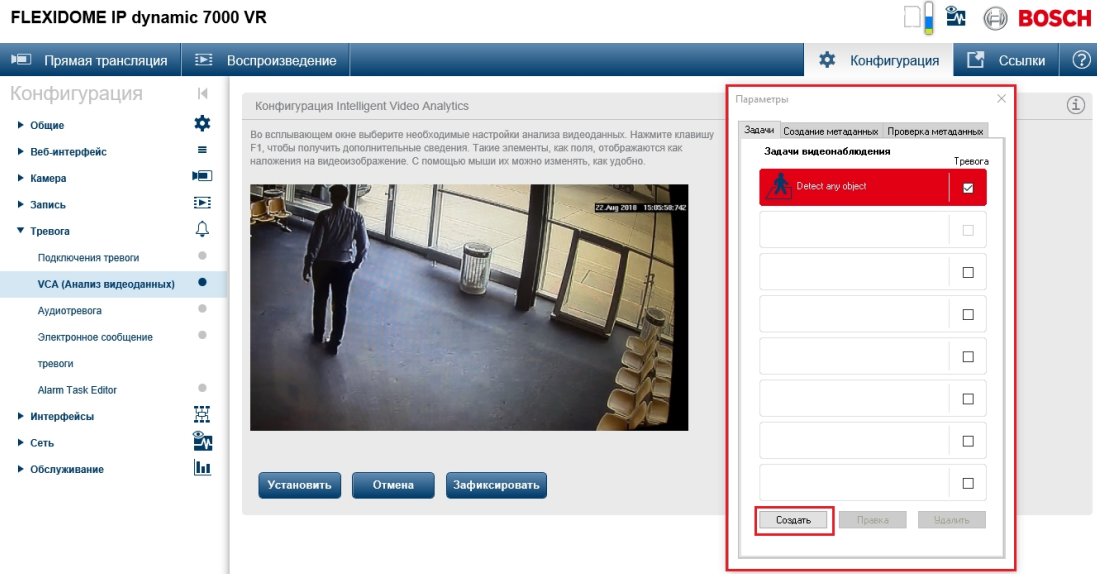 FLEXIDOME IP dynamic 7000 VR
BOSCH
Прямая трансляция
Воспроизведение
Конфигурация
Ссылки
Конфигурация
Общие
Веб-интерфейс
Камера
Запись
Тревога
Подключения тревоги
VCA (Анализ видеоданных)
Аудиотревога
Электронное сообщение
тревоги
Alarm Task Editor
Интерфейсы
Сеть
Обслуживание
Конфигурация Intelligent Video Analytics
Во всплывающем окне выберите необходимые настройки анализа видеоданных. Нажмите клавишу
F1, чтобы получить дополнительные сведения. Такие элементы, как поля, отображаются как
наложения на видеоизображение. С помощью мыши их можно изменять, как удобно.
22.Aug 2018 15:05:58:742
Установить
Отмена
Зафиксировать
Параметры
Задачи
Создание метаданных
Проверка метаданных
Задачи видеонаблюдения
Тревога
Detect any object
Создать
Правка
Удалить